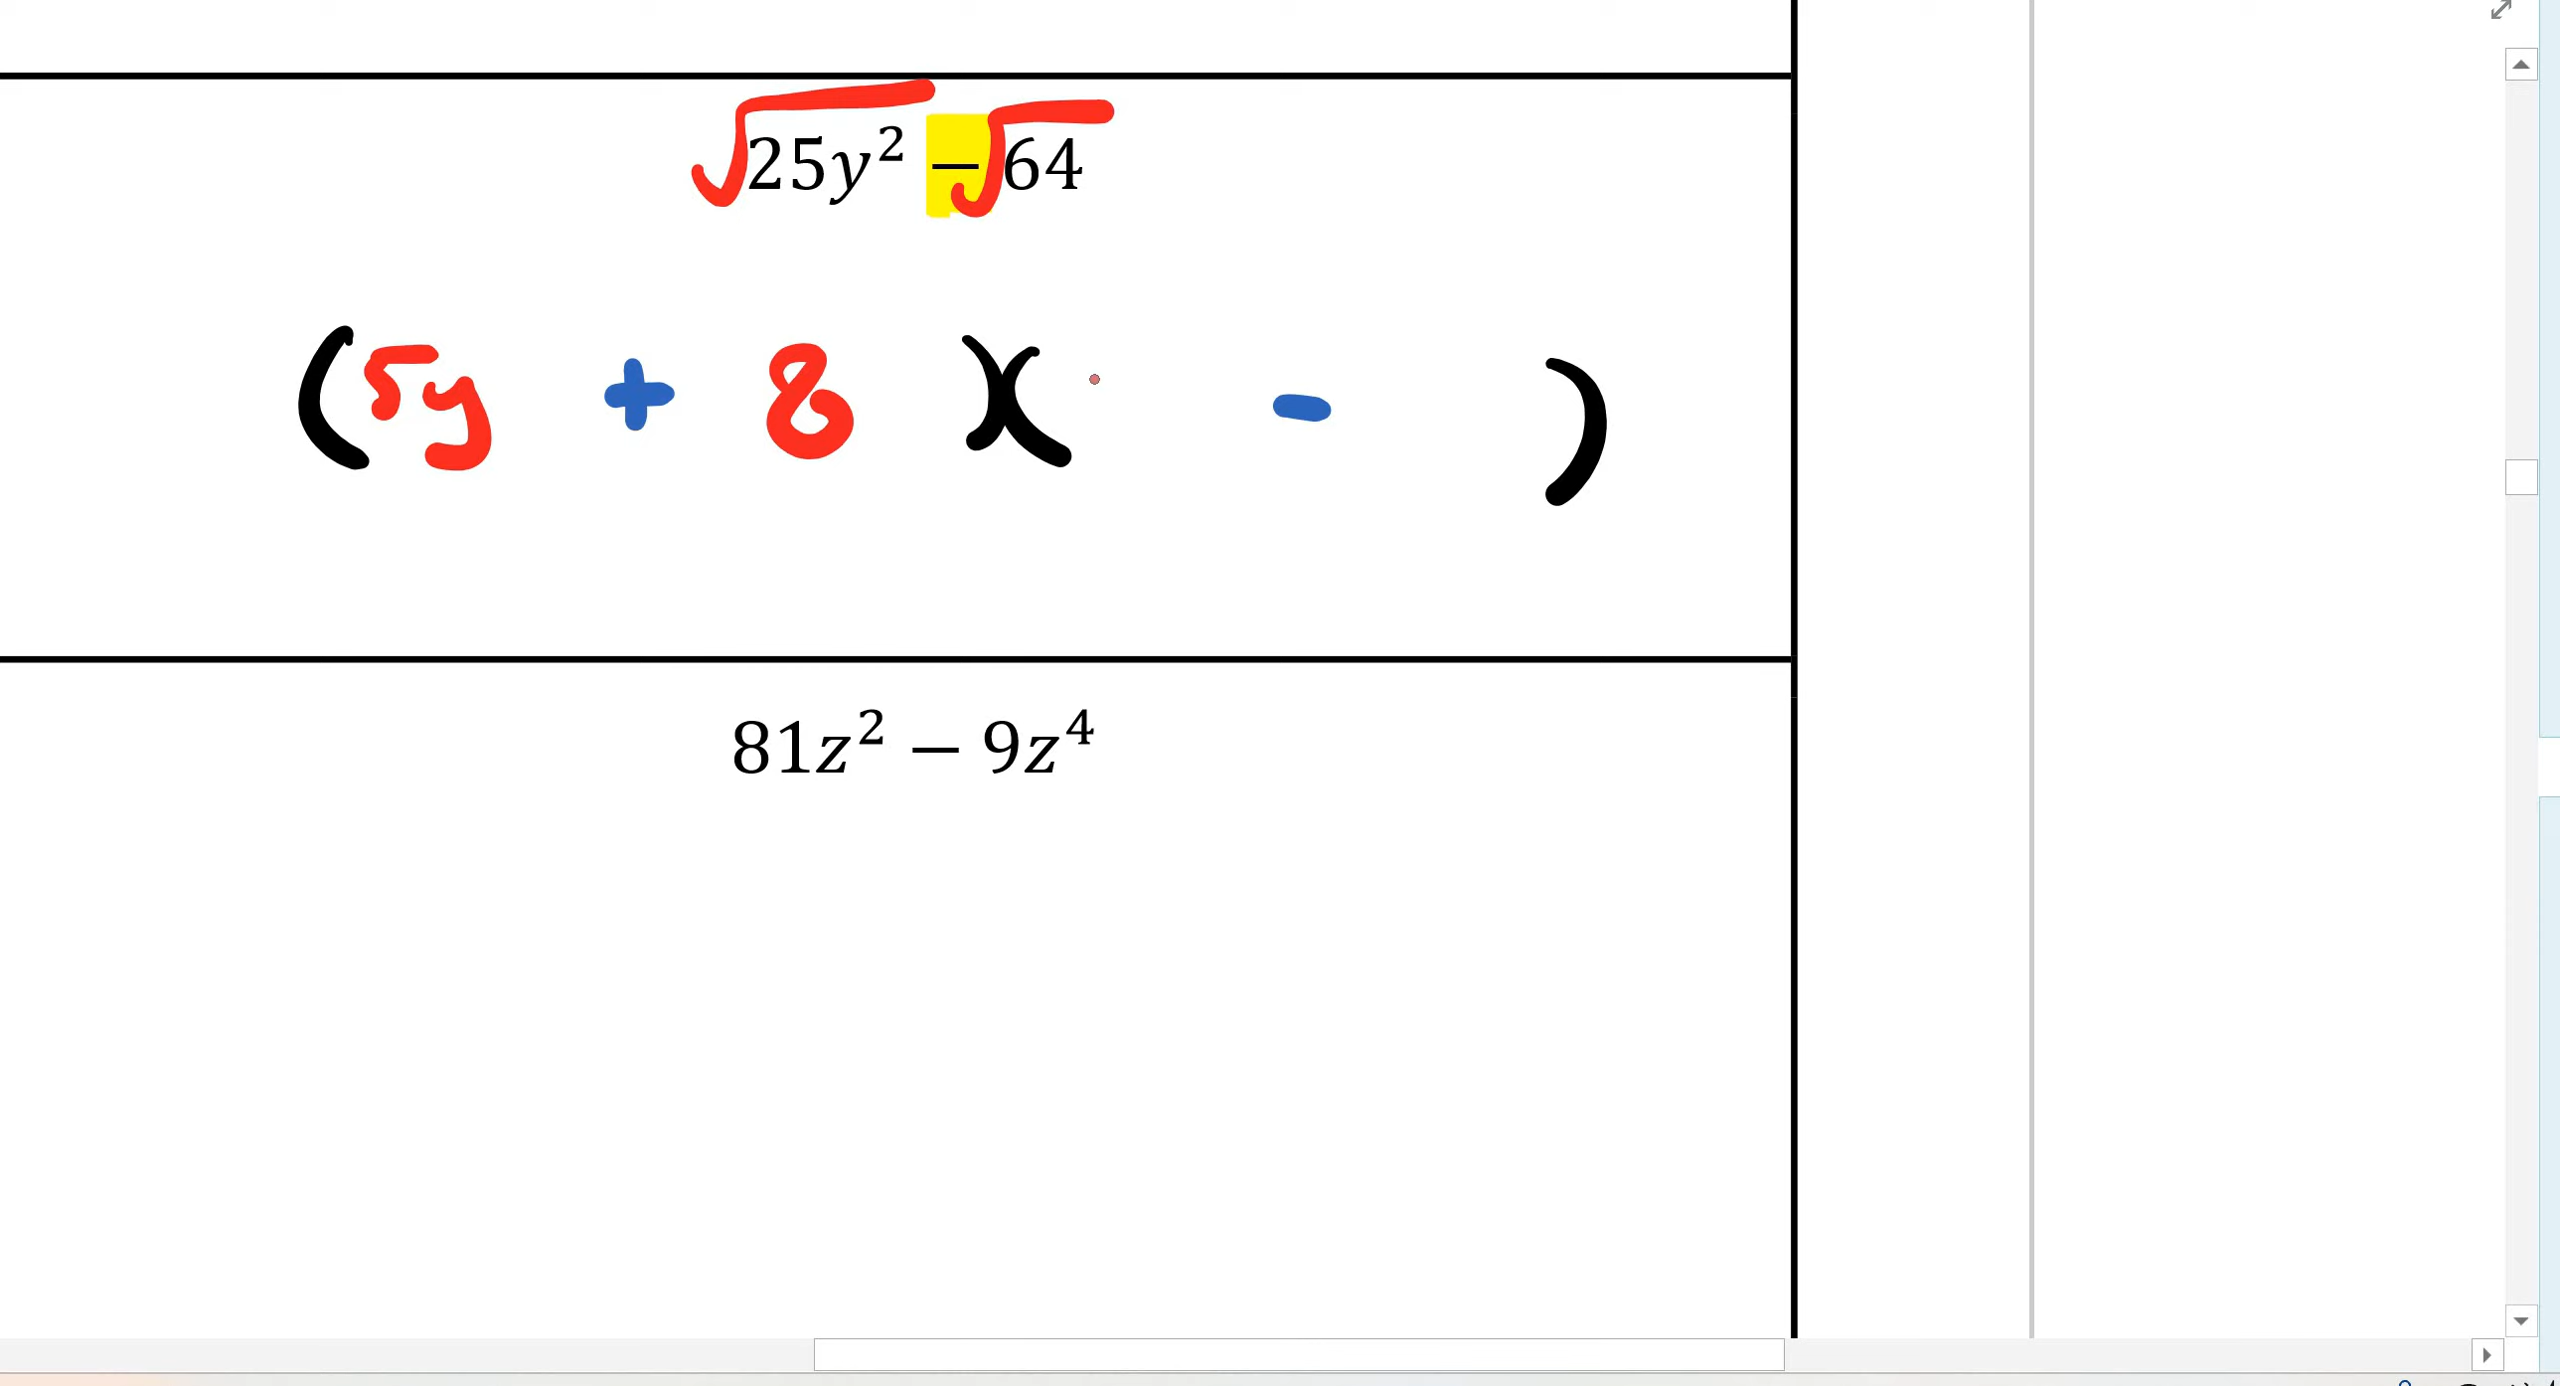 √25y² − √64
(5y + 8)( - )
81z² − 9z⁴